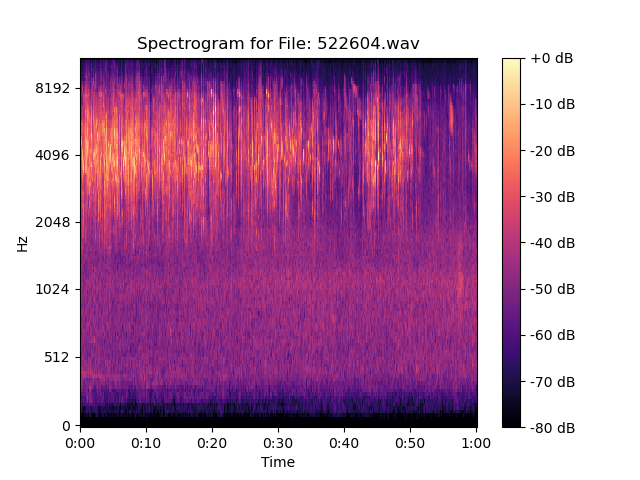 Spectrogram for File: 522604.wav
+0 dB
8192
-10 dB
4096
-20 dB
-30 dB
2048
Hz
-40 dB
1024
-50 dB
-60 dB
512
-70 dB
0
-80 dB
0:00 0:10 0:20 0:30 0:40 0:50 1:00
Time